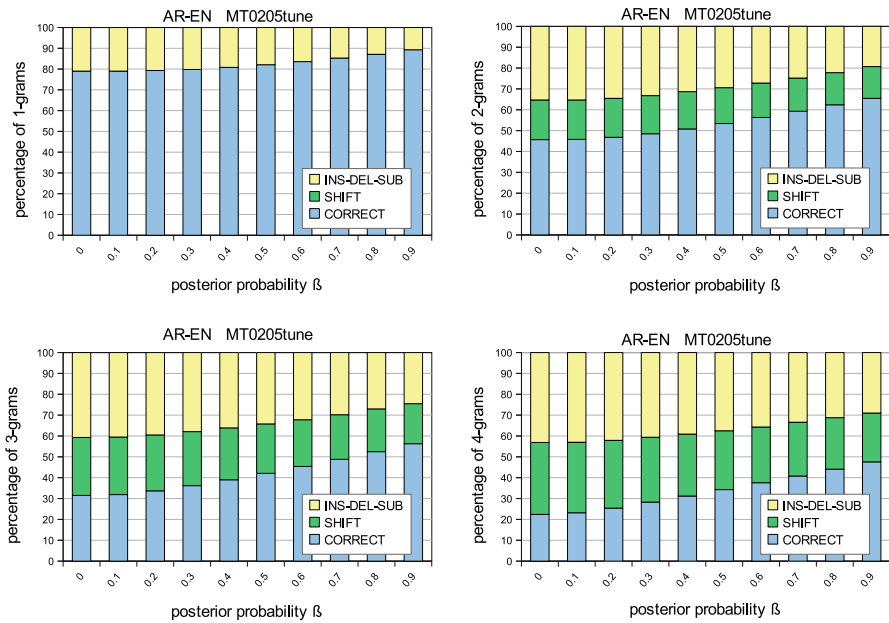 AR-EN MT0205tune
percentage of 1-grams
100
90
80
70
60
50
40
30
20
10
0
INS-DEL-SUB
SHIFT
CORRECT
0 0.1 0.2 0.3 0.4 0.5 0.6 0.7 0.8 0.9
posterior probability ß
AR-EN MT0205tune
percentage of 2-grams
100
90
80
70
60
50
40
30
20
10
0
INS-DEL-SUB
SHIFT
CORRECT
0 0.1 0.2 0.3 0.4 0.5 0.6 0.7 0.8 0.9
posterior probability ß
AR-EN MT0205tune
percentage of 3-grams
100
90
80
70
60
50
40
30
20
10
0
INS-DEL-SUB
SHIFT
CORRECT
0 0.1 0.2 0.3 0.4 0.5 0.6 0.7 0.8 0.9
posterior probability ß
AR-EN MT0205tune
percentage of 4-grams
100
90
80
70
60
50
40
30
20
10
0
INS-DEL-SUB
SHIFT
CORRECT
0 0.1 0.2 0.3 0.4 0.5 0.6 0.7 0.8 0.9
posterior probability ß